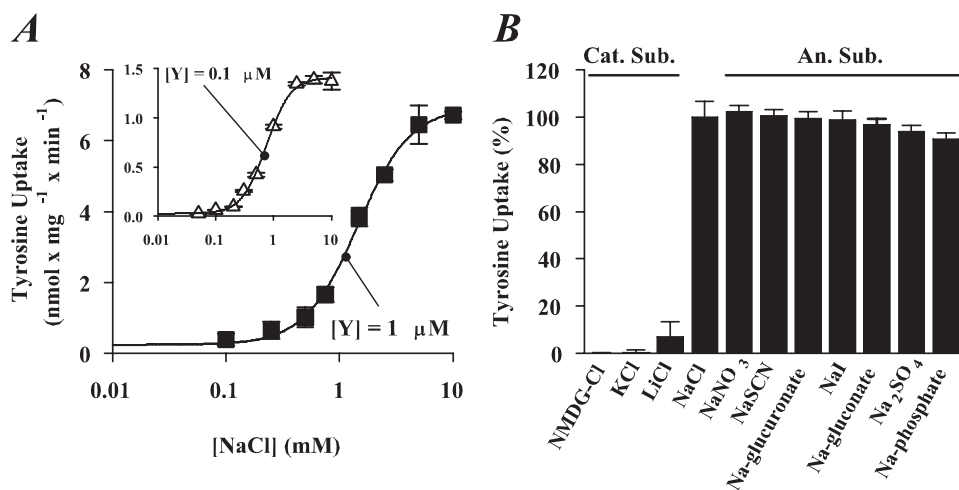 A
B
Tyrosine Uptake
(nmol x mg -1 x min -1)
8
6
4
2
0
0.01
0.1
1
10
[NaCl] (mM)
1.5
1.0
0.5
0.0
0.01
0.1
1
10
[Y] = 0.1 μM
[Y] = 1 μM
Cat. Sub.
An. Sub.
Tyrosine Uptake (%)
120
100
80
60
40
20
0
NMDG-Cl
KCl
LiCl
NaCl
NaNO3
NaSCN
Na-glucuronate
NaI
Na-gluconate
Na2SO4
Na-phosphate